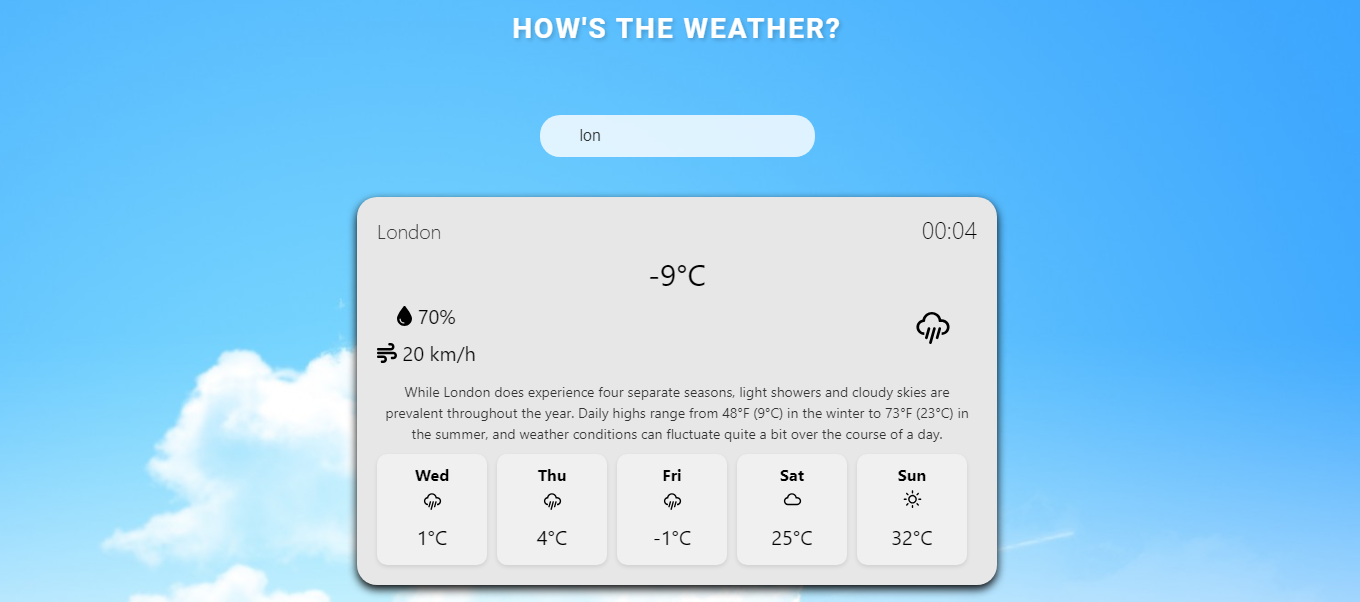 HOW'S THE WEATHER?
lon
London 00:04
-9°C
70%
20 km/h
While London does experience four separate seasons, light showers and cloudy skies are
prevalent throughout the year. Daily highs range from 48°F (9°C) in the winter to 73°F (23°C) in
the summer, and weather conditions can fluctuate quite a bit over the course of a day.
Wed Thu Fri Sat Sun
1°C 4°C -1°C 25°C 32°C